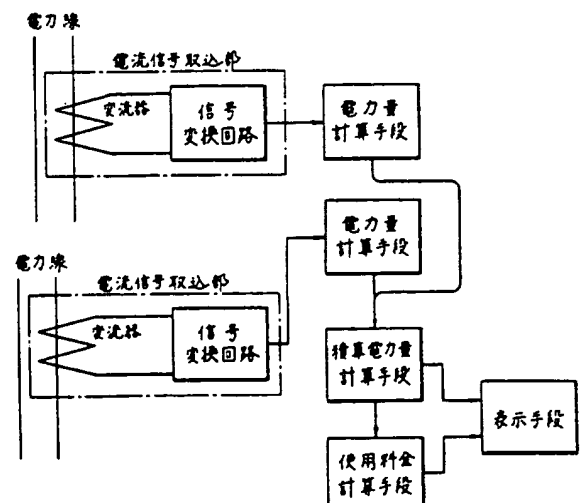 電力線
電流信号取込部
変流器
信号
変換回路
電力量
計算手段
電力量
計算手段
電力線
電流信号取込部
変流器
信号
変換回路
積算電力量
計算手段
表示手段
使用料金
計算手段